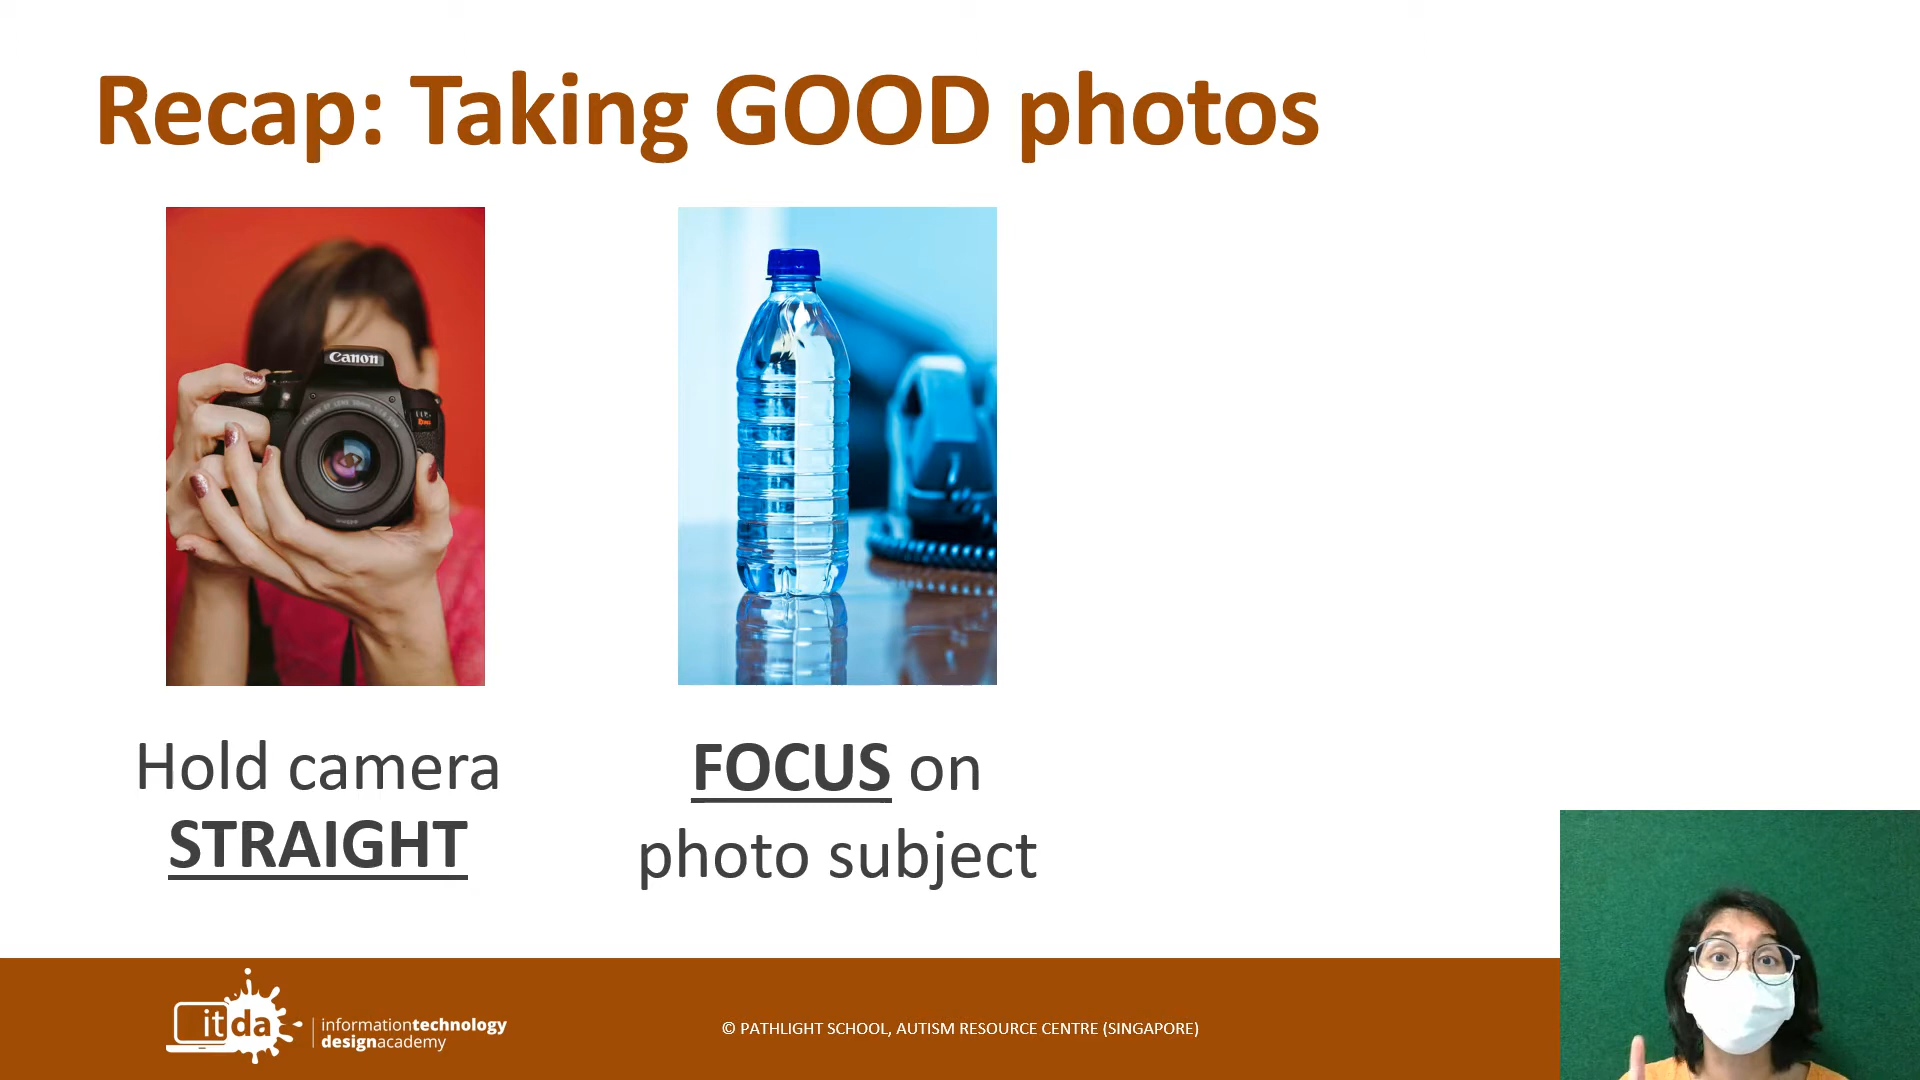 Recap: Taking GOOD photos
Canon
Hold camera
STRAIGHT
FOCUS on
photo subject
itda
informationtechnology
designacademy
© PATHLIGHT SCHOOL, AUTISM RESOURCE CENTRE (SINGAPORE)